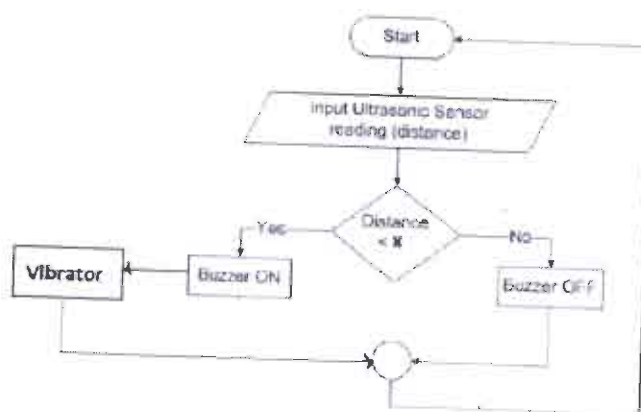 Start
Input Ultrasonic Sensor
reading (distance)
Distance
< X
Yes
No
Vibrator
Buzzer ON
Buzzer OFF